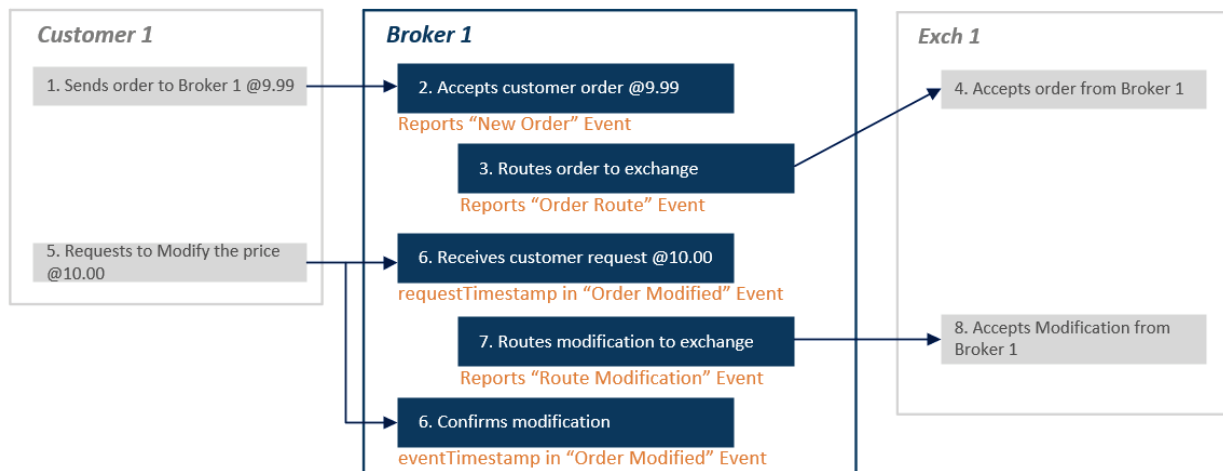 Customer 1
Broker 1
Exch 1
1. Sends order to Broker 1 @9.99
2. Accepts customer order @9.99
Reports “New Order” Event
4. Accepts order from Broker 1
3. Routes order to exchange
Reports “Order Route” Event
5. Requests to Modify the price
@10.00
6. Receives customer request @10.00
requestTimestamp in “Order Modified” Event
7. Routes modification to exchange
Reports “Route Modification” Event
8. Accepts Modification from
Broker 1
6. Confirms modification
eventTimestamp in “Order Modified” Event